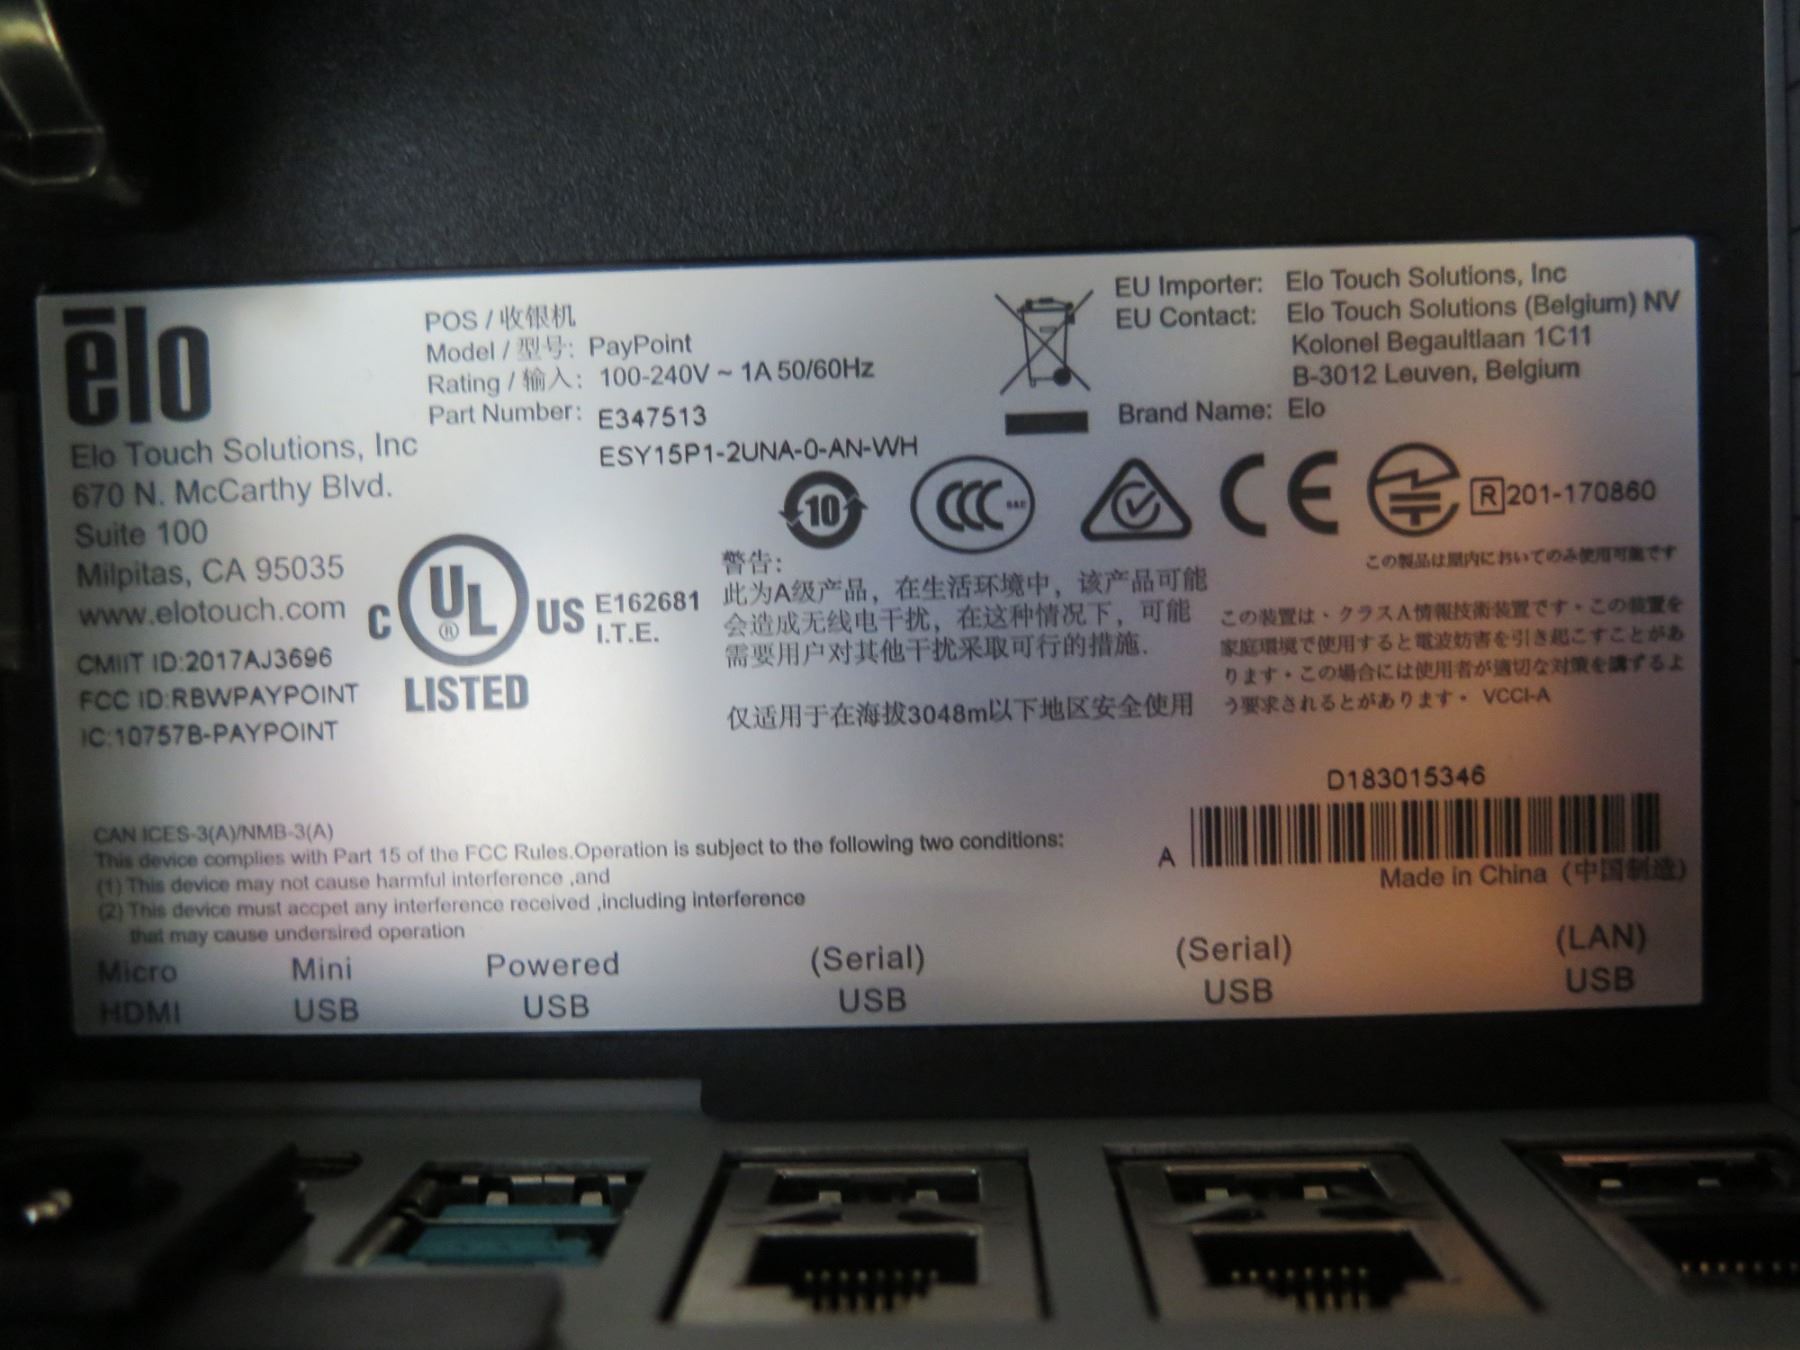 elo
Elo Touch Solutions, Inc
670 N. McCarthy Blvd.
Suite 100
Milpitas, CA 95035
www.elotouch.com
CMIIT ID:2017AJ3696
FCC ID:RBWPAYPOINT
IC:10757B-PAYPOINT
POS / 收银机
Model / 型号: PayPoint
Rating / 输入: 100-240V ~ 1A 50/60Hz
Part Number: E347513
ESY15P1-2UNA-0-AN-WH
EU Importer: Elo Touch Solutions, Inc
EU Contact: Elo Touch Solutions (Belgium) NV
Kolonel Begaultlaan 1C11
B-3012 Leuven, Belgium
Brand Name: Elo
C UL ® US
LISTED
E162681
I.T.E.
10
CCC
CE
R 201-170860
この製品は屋内においてのみ使用可能です
警告:
此为A级产品，在生活环境中，该产品可能
会造成无线电干扰，在这种情况下，可能
需要用户对其他干扰采取可行的措施.
仅适用于在海拔3048m以下地区安全使用
この装置は、クラスA情報技術装置です。この装置を
家庭環境で使用すると電波妨害を引き起こすことがあ
ります。この場合には使用者が適切な対策を講ずるよ
う要求されることがあります。 VCCI-A
D183015346
A
Made in China (中国制造)
CAN ICES-3(A)/NMB-3(A)
This device complies with Part 15 of the FCC Rules.Operation is subject to the following two conditions:
(1) This device may not cause harmful interference ,and
(2) This device must accpet any interference received ,including interference
that may cause undersired operation
Micro HDMI
Mini USB
Powered USB
(Serial) USB
(Serial) USB
(LAN) USB